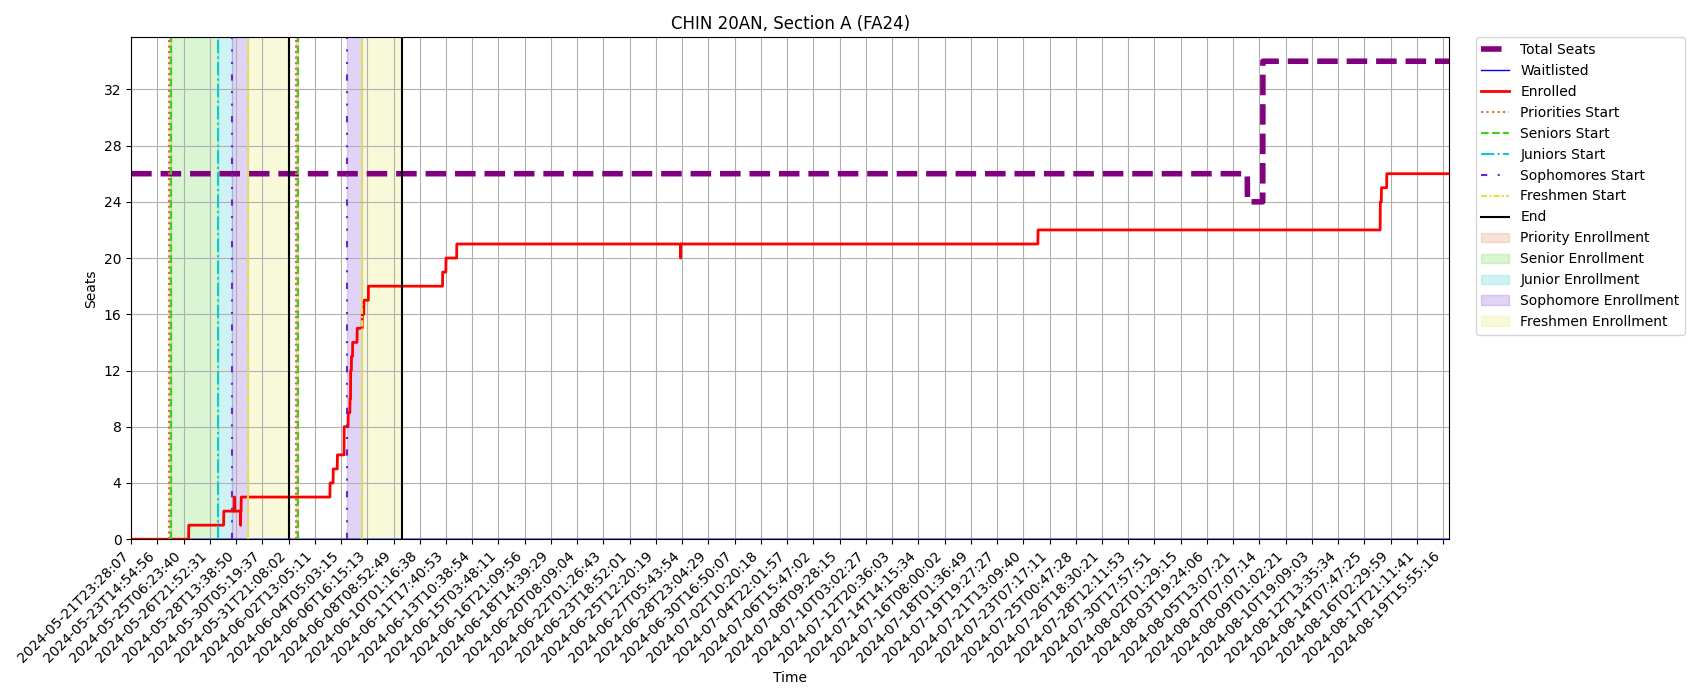 CHIN 20AN, Section A (FA24)
Total Seats
Waitlisted
Enrolled
Priorities Start
Seniors Start
Juniors Start
Sophomores Start
Freshmen Start
End
Priority Enrollment
Senior Enrollment
Junior Enrollment
Sophomore Enrollment
Freshmen Enrollment
Seats
32
28
24
20
16
12
8
4
0
2024-05-21T3:28:07
2024-05-23T14:54:56
2024-05-25T06:23:40
2024-05-26T21:52:31
2024-05-28T13:38:50
2024-05-30T05:19:37
2024-05-31T21:08:02
2024-06-02T13:05:11
2024-06-04T05:03:15
2024-06-06T16:15:13
2024-06-08T08:52:49
2024-06-10T01:16:38
2024-06-11T17:40:53
2024-06-13T10:38:54
2024-06-15T03:48:11
2024-06-16T21:09:56
2024-06-18T14:39:29
2024-06-20T08:09:04
2024-06-22T01:26:43
2024-06-23T18:52:01
2024-06-25T12:20:19
2024-06-27T05:43:54
2024-06-28T23:04:29
2024-06-30T16:50:07
2024-07-02T10:20:18
2024-07-04T22:01:57
2024-07-06T15:47:02
2024-07-08T09:28:15
2024-07-10T03:02:27
2024-07-12T20:36:03
2024-07-14T14:15:34
2024-07-16T08:00:02
2024-07-18T01:36:49
2024-07-19T19:27:27
2024-07-21T13:09:40
2024-07-23T07:17:11
2024-07-25T00:47:28
2024-07-26T18:30:21
2024-07-28T12:11:53
2024-07-30T17:57:51
2024-08-02T01:29:15
2024-08-03T19:24:06
2024-08-05T13:07:21
2024-08-07T07:07:14
2024-08-09T01:02:21
2024-08-10T19:09:03
2024-08-12T13:35:34
2024-08-14T07:47:25
2024-08-16T02:29:59
2024-08-17T21:11:41
2024-08-19T15:55:16
Time